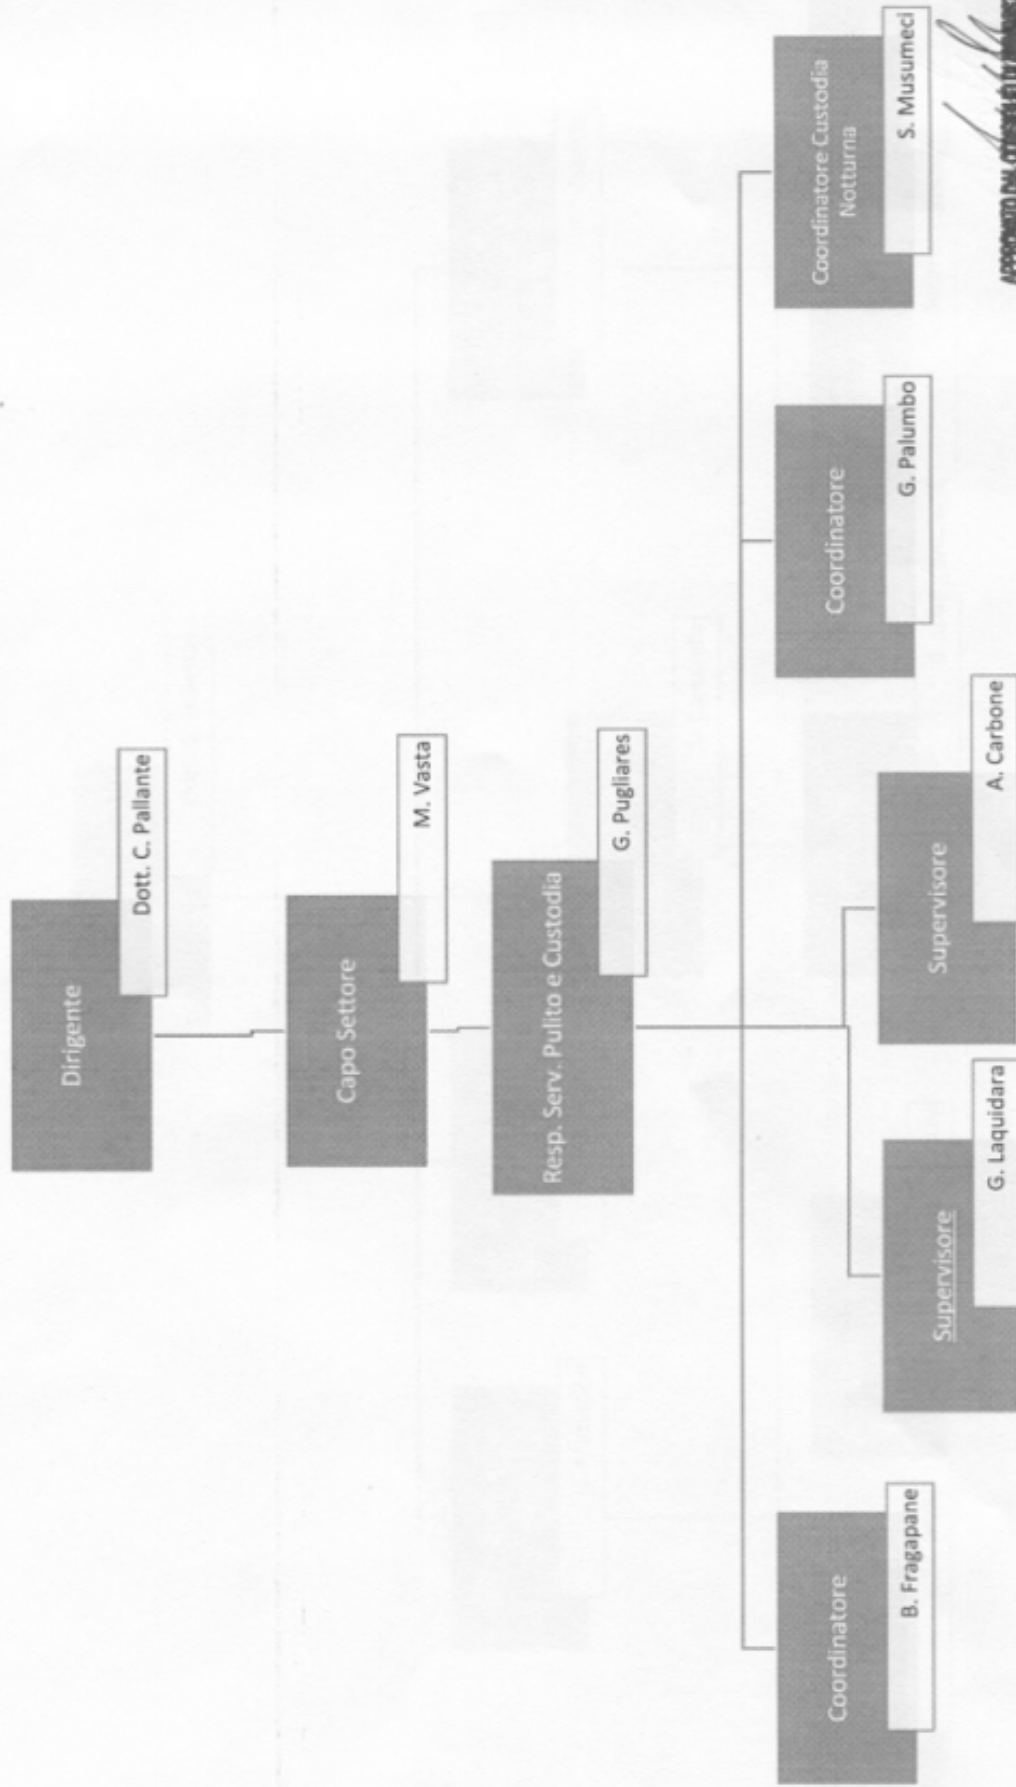 Dirigente
Dott. C. Pallante
Capo Settore
M. Vasta
Resp. Serv. Pulito e Custodia
G. Pugliares
Coordinatore
B. Fragapane
Supervisore
G. Laquidara
Supervisore
A. Carbone
Coordinatore
G. Palumbo
Coordinatore Custodia
Notturna
S. Musumeci